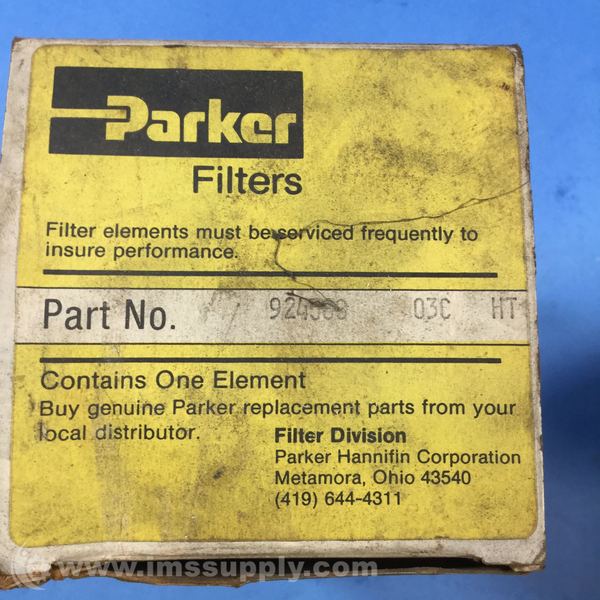 Parker
Filters
Filter elements must be serviced frequently to
insure performance.
Part No. 03C HT
Contains One Element
Buy genuine Parker replacement parts from your
local distributor.
Filter Division
Parker Hannifin Corporation
Metamora, Ohio 43540
(419) 644-4311
© www.imssupply.com